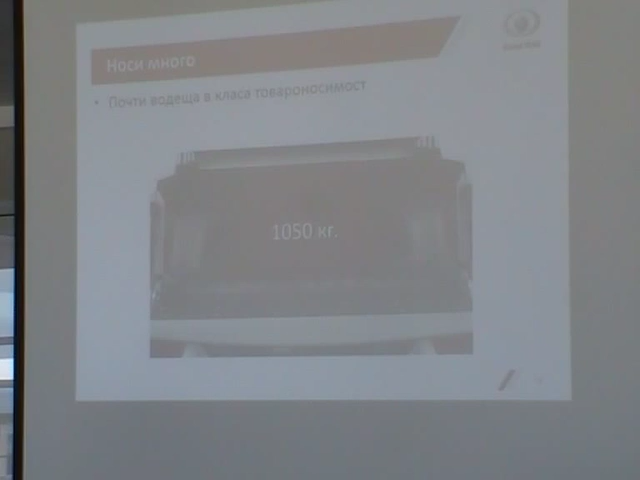 Носи много
• Почти водеща в класа товароносимост
1050 кг.